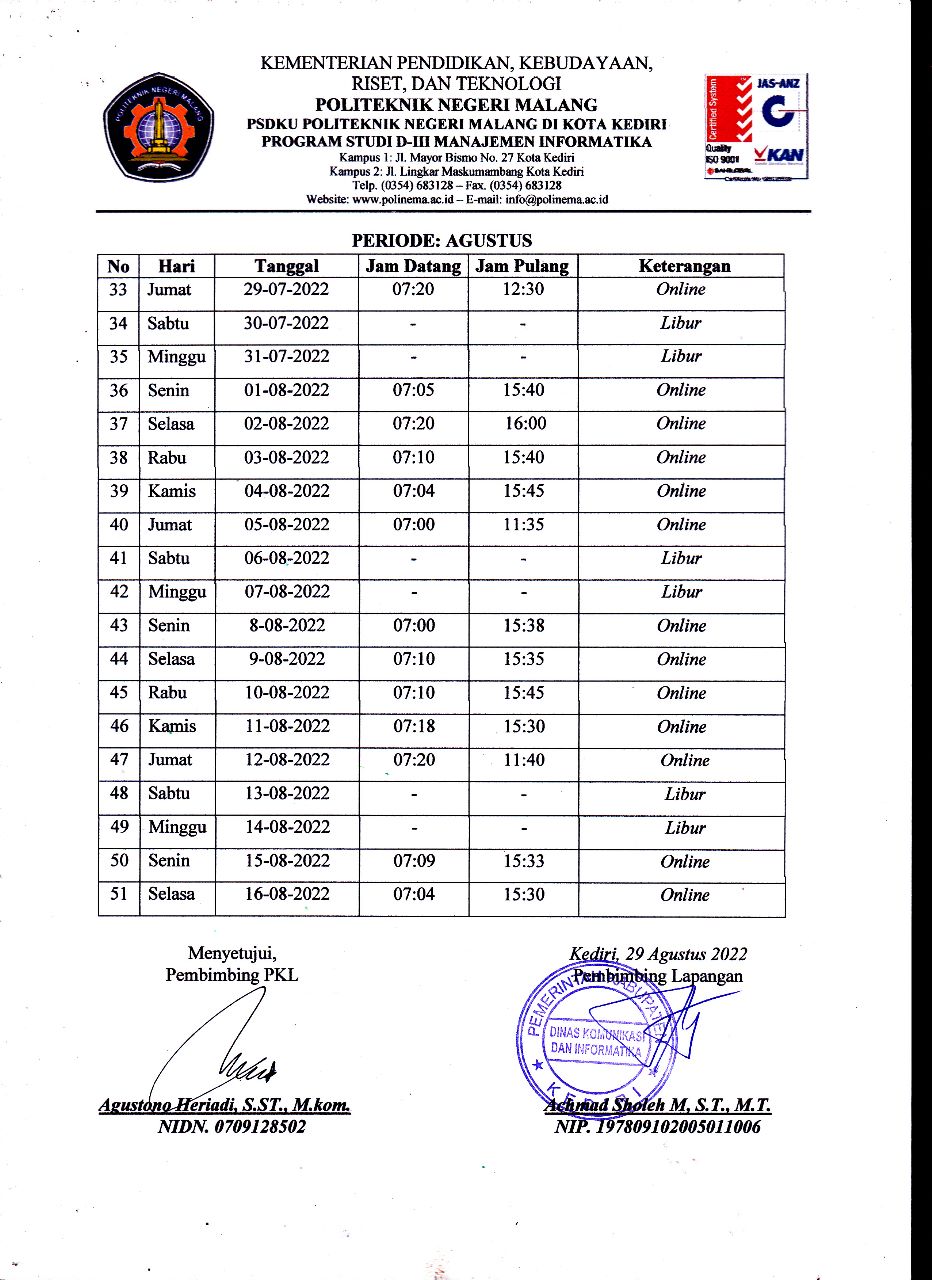 KEMENTERIAN PENDIDIKAN, KEBUDAYAAN,
RISET, DAN TEKNOLOGI
POLITEKNIK NEGERI MALANG
PSDKU POLITEKNIK NEGERI MALANG DI KOTA KEDIRI
PROGRAM STUDI D-III MANAJEMEN INFORMATIKA
Kampus 1: Jl. Mayor Bismo No. 27 Kota Kediri
Kampus 2: Jl. Lingkar Maskumambang Kota Kediri
Telp. (0354) 683128 – Fax. (0354) 683128
Website: www.polinema.ac.id – E-mail: info@polinema.ac.id
POLITEKNIK NEGERI MALANG
Certified System
JAS-ANZ
Quality
ISO 9001
KAN
PERIODE: AGUSTUS
No Hari Tanggal Jam Datang Jam Pulang Keterangan
33 Jumat 29-07-2022 07:20 12:30 Online
34 Sabtu 30-07-2022 - - Libur
35 Minggu 31-07-2022 - - Libur
36 Senin 01-08-2022 07:05 15:40 Online
37 Selasa 02-08-2022 07:20 16:00 Online
38 Rabu 03-08-2022 07:10 15:40 Online
39 Kamis 04-08-2022 07:04 15:45 Online
40 Jumat 05-08-2022 07:00 11:35 Online
41 Sabtu 06-08-2022 - - Libur
42 Minggu 07-08-2022 - - Libur
43 Senin 8-08-2022 07:00 15:38 Online
44 Selasa 9-08-2022 07:10 15:35 Online
45 Rabu 10-08-2022 07:10 15:45 Online
46 Kamis 11-08-2022 07:18 15:30 Online
47 Jumat 12-08-2022 07:20 11:40 Online
48 Sabtu 13-08-2022 - - Libur
49 Minggu 14-08-2022 - - Libur
50 Senin 15-08-2022 07:09 15:33 Online
51 Selasa 16-08-2022 07:04 15:30 Online
Menyetujui,
Pembimbing PKL
Agustono Heriadi, S.ST., M.kom.
NIDN. 0709128502
Kediri, 29 Agustus 2022
Pembimbing Lapangan
PEMERINTAH KABUPATEN
DINAS KOMUNIKASI
DAN INFORMATIKA
KEDIRI
Achmad Sholeh M, S.T., M.T.
NIP. 197809102005011006